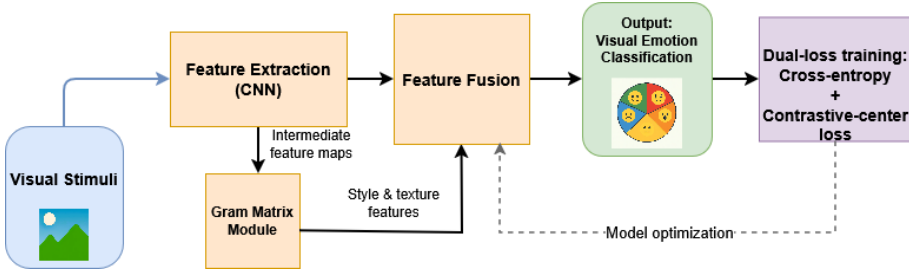 Visual Stimuli
Feature Extraction
(CNN)
Intermediate
feature maps
Gram Matrix
Module
Style & texture
features
Feature Fusion
Output:
Visual Emotion
Classification
Dual-loss training:
Cross-entropy
+
Contrastive-center
loss
Model optimization